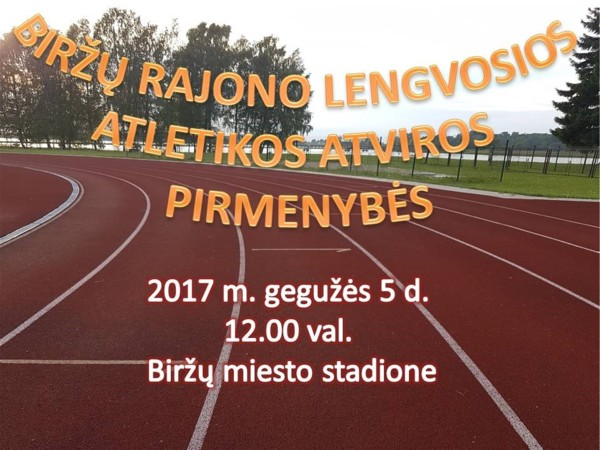 BIRŽŲ RAJONO LENGVOSIOS
ATLETIKOS ATVIROS
PIRMENYBĖS
2017 m. gegužės 5 d.
12.00 val.
Biržų miesto stadione